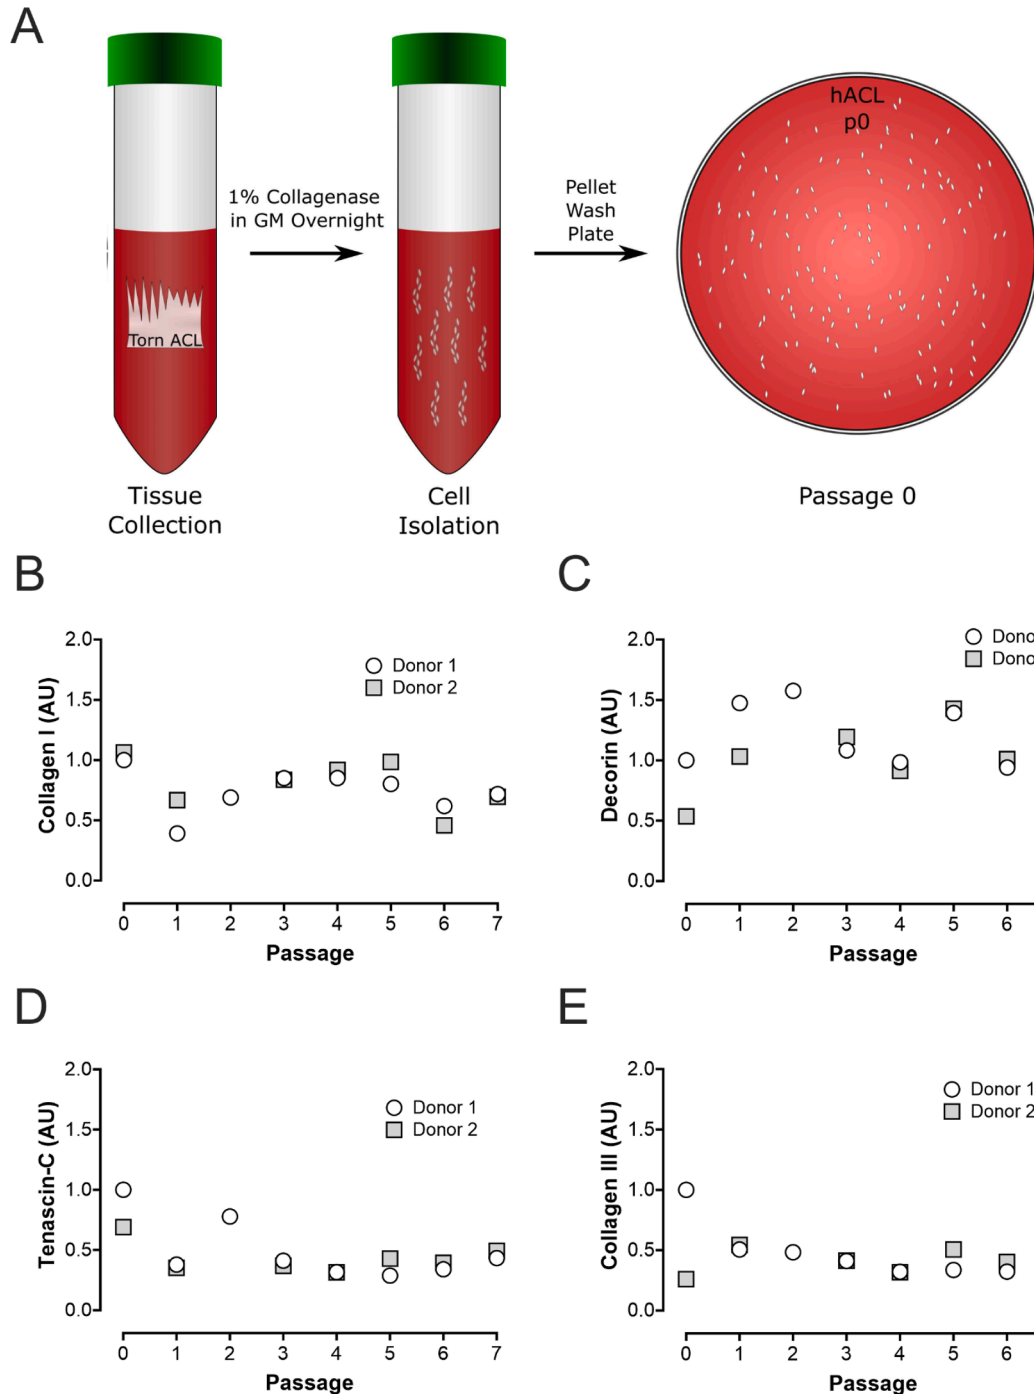 A
Torn ACL
1% Collagenase
in GM Overnight
Pellet
Wash
Plate
hACL
p0
Tissue
Collection
Cell
Isolation
Passage 0
B
Collagen I (AU)
2.0
1.5
1.0
0.5
0.0
Donor 1
Donor 2
0 1 2 3 4 5 6 7
Passage
C
Decorin (AU)
2.0
1.5
1.0
0.5
0.0
Dono
Dono
0 1 2 3 4 5 6
Passage
D
Tenascin-C (AU)
2.0
1.5
1.0
0.5
0.0
Donor 1
Donor 2
0 1 2 3 4 5 6 7
Passage
E
Collagen III (AU)
2.0
1.5
1.0
0.5
0.0
Donor 1
Donor 2
0 1 2 3 4 5 6
Passage